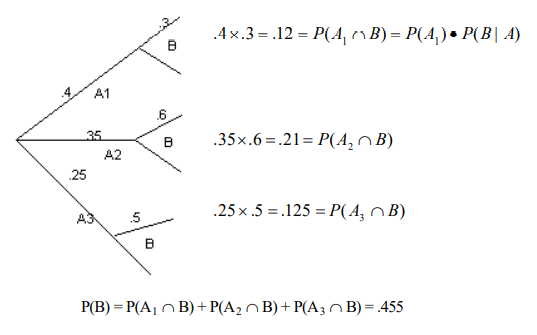 .3
B
.4×.3 = .12 = P(A₁ ∩ B) = P(A₁) • P(B | A)
.4
A1
.6
.35
B
.35×.6 = .21 = P(A₂ ∩ B)
A2
.25
A3
.5
.25×.5 = .125 = P(A₃ ∩ B)
B
P(B) = P(A₁ ∩ B) + P(A₂ ∩ B) + P(A₃ ∩ B) = .455